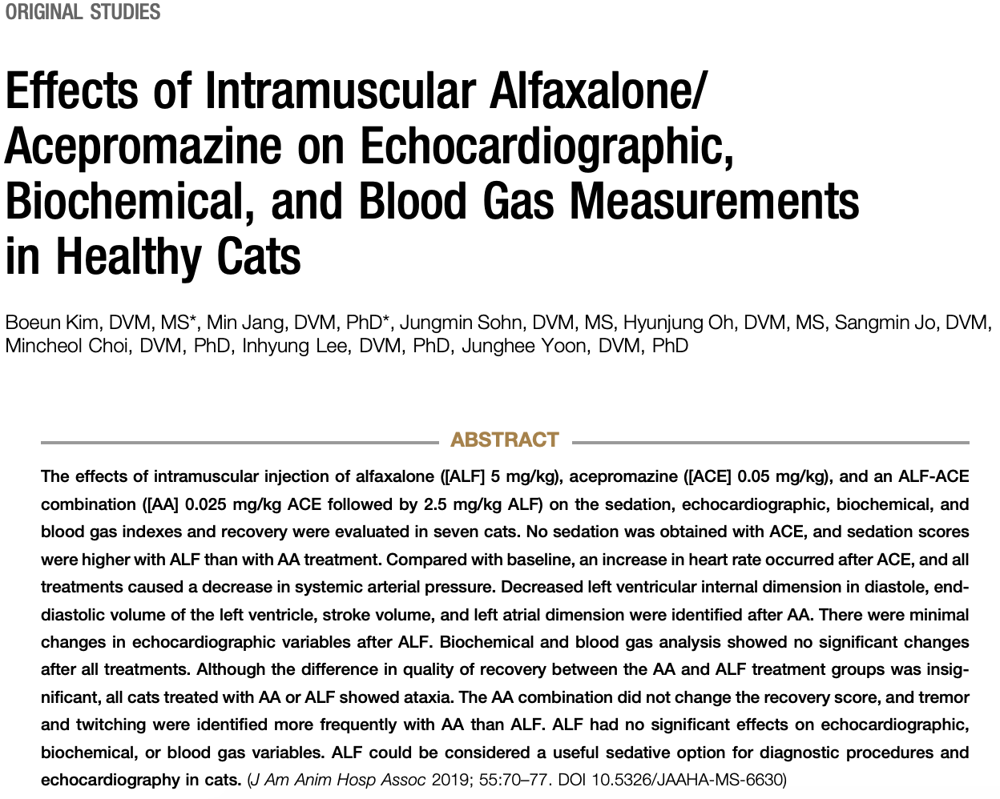 ORIGINAL STUDIES
Effects of Intramuscular Alfaxalone/
Acepromazine on Echocardiographic,
Biochemical, and Blood Gas Measurements
in Healthy Cats
Boeun Kim, DVM, MS*, Min Jang, DVM, PhD*, Jungmin Sohn, DVM, MS, Hyunjung Oh, DVM, MS, Sangmin Jo, DVM,
Mincheol Choi, DVM, PhD, Inhyung Lee, DVM, PhD, Junghee Yoon, DVM, PhD
ABSTRACT
The effects of intramuscular injection of alfaxalone ([ALF] 5 mg/kg), acepromazine ([ACE] 0.05 mg/kg), and an ALF-ACE
combination ([AA] 0.025 mg/kg ACE followed by 2.5 mg/kg ALF) on the sedation, echocardiographic, biochemical, and
blood gas indexes and recovery were evaluated in seven cats. No sedation was obtained with ACE, and sedation scores
were higher with ALF than with AA treatment. Compared with baseline, an increase in heart rate occurred after ACE, and all
treatments caused a decrease in systemic arterial pressure. Decreased left ventricular internal dimension in diastole, end-
diastolic volume of the left ventricle, stroke volume, and left atrial dimension were identified after AA. There were minimal
changes in echocardiographic variables after ALF. Biochemical and blood gas analysis showed no significant changes
after all treatments. Although the difference in quality of recovery between the AA and ALF treatment groups was insig-
nificant, all cats treated with AA or ALF showed ataxia. The AA combination did not change the recovery score, and tremor
and twitching were identified more frequently with AA than ALF. ALF had no significant effects on echocardiographic,
biochemical, or blood gas variables. ALF could be considered a useful sedative option for diagnostic procedures and
echocardiography in cats. (J Am Anim Hosp Assoc 2019; 55:70–77. DOI 10.5326/JAAHA-MS-6630)